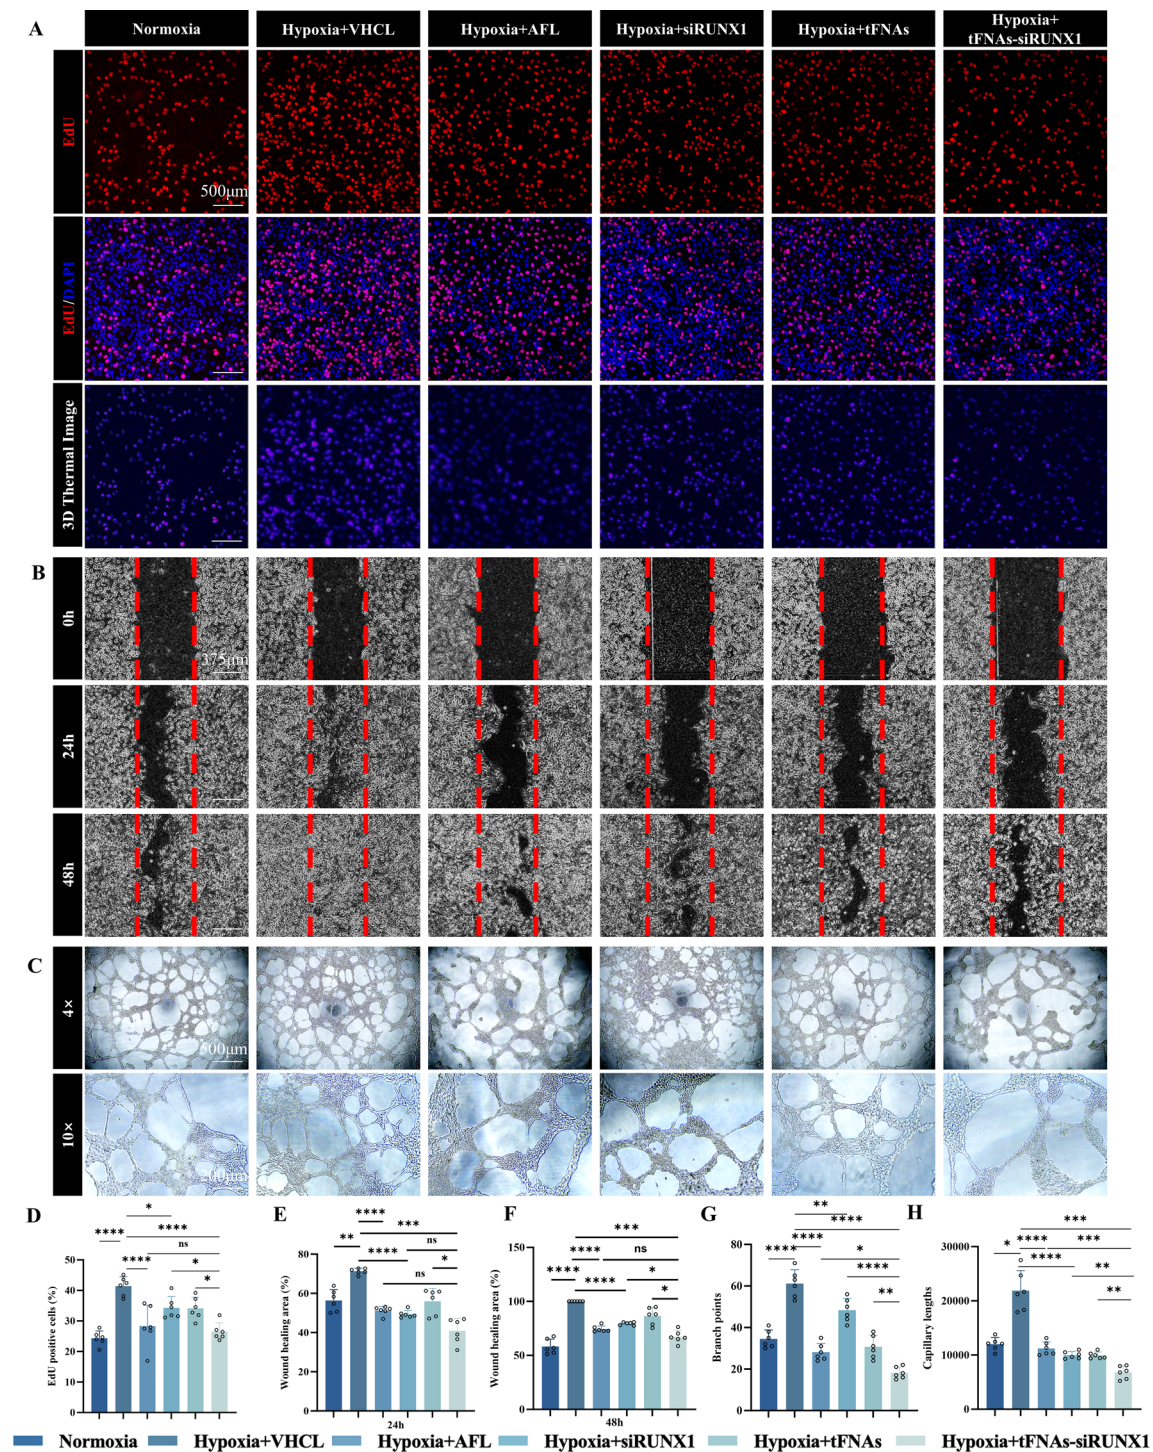 A
Normoxia
Hypoxia+VHCL
Hypoxia+AFL
Hypoxia+siRUNX1
Hypoxia+tFNAs
Hypoxia+
tFNAs-siRUNX1
EdU
500μm
EdU/DAPI
3D Thermal Image
B
0h
375μm
24h
48h
C
4×
500μm
10×
200μm
D
EdU positive cells (%)
50
40
30
20
10
0
****
****
*
****
ns
*
*
E
Wound healing area (%)
80
60
40
20
0
**
****
***
****
ns
ns
*
24h
F
Wound healing area (%)
150
100
50
0
****
****
***
ns
****
*
*
48h
G
Branch points
80
60
40
20
0
****
**
****
****
*
****
**
H
Capillary lengths
30000
20000
10000
0
*
***
****
***
****
**
**
Normoxia
Hypoxia+VHCL
Hypoxia+AFL
Hypoxia+siRUNX1
Hypoxia+tFNAs
Hypoxia+tFNAs-siRUNX1